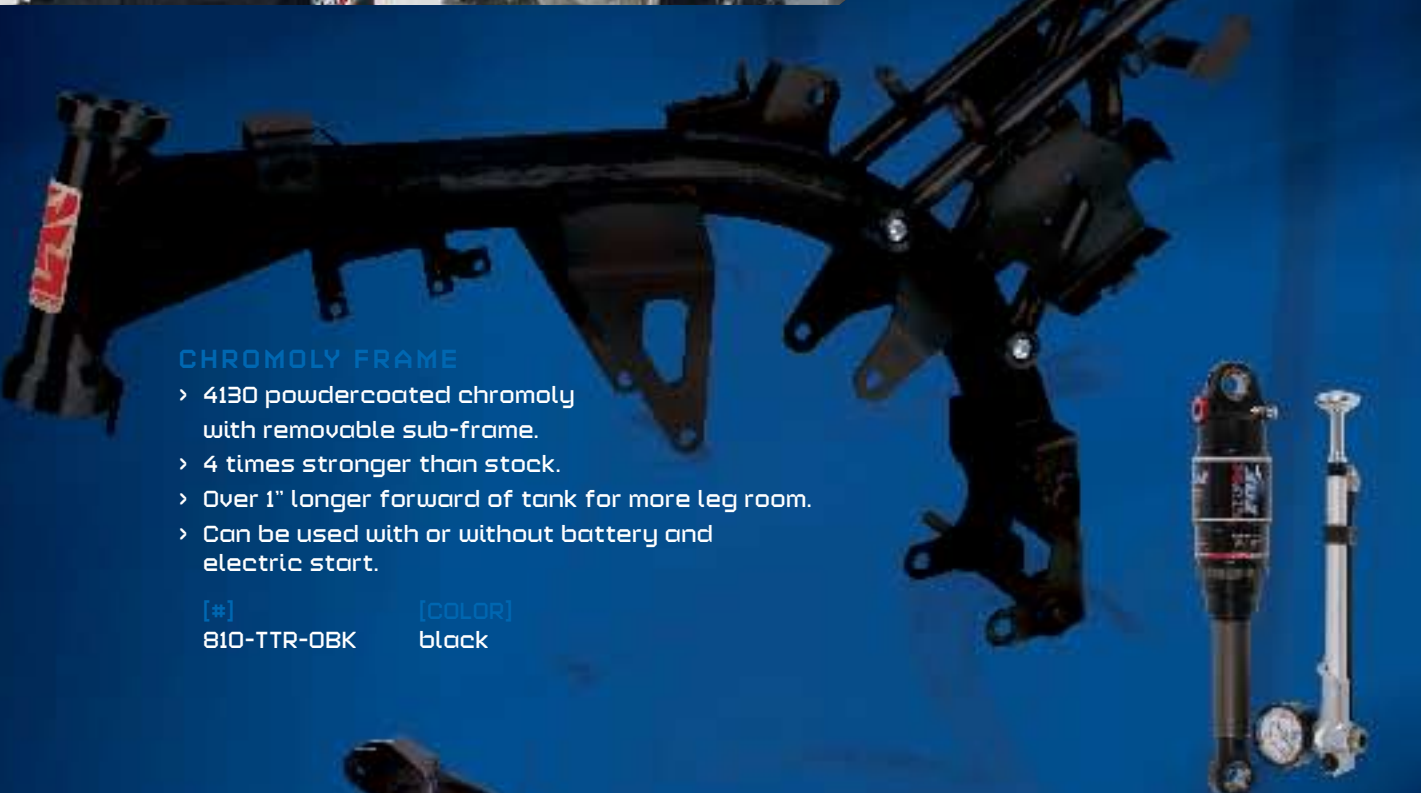 CHROMOLY FRAME
› 4130 powdercoated chromoly
with removable sub-frame.
› 4 times stronger than stock.
› Over 1” longer forward of tank for more leg room.
› Can be used with or without battery and
electric start.
[#] [COLOR]
810-TTR-OBK black